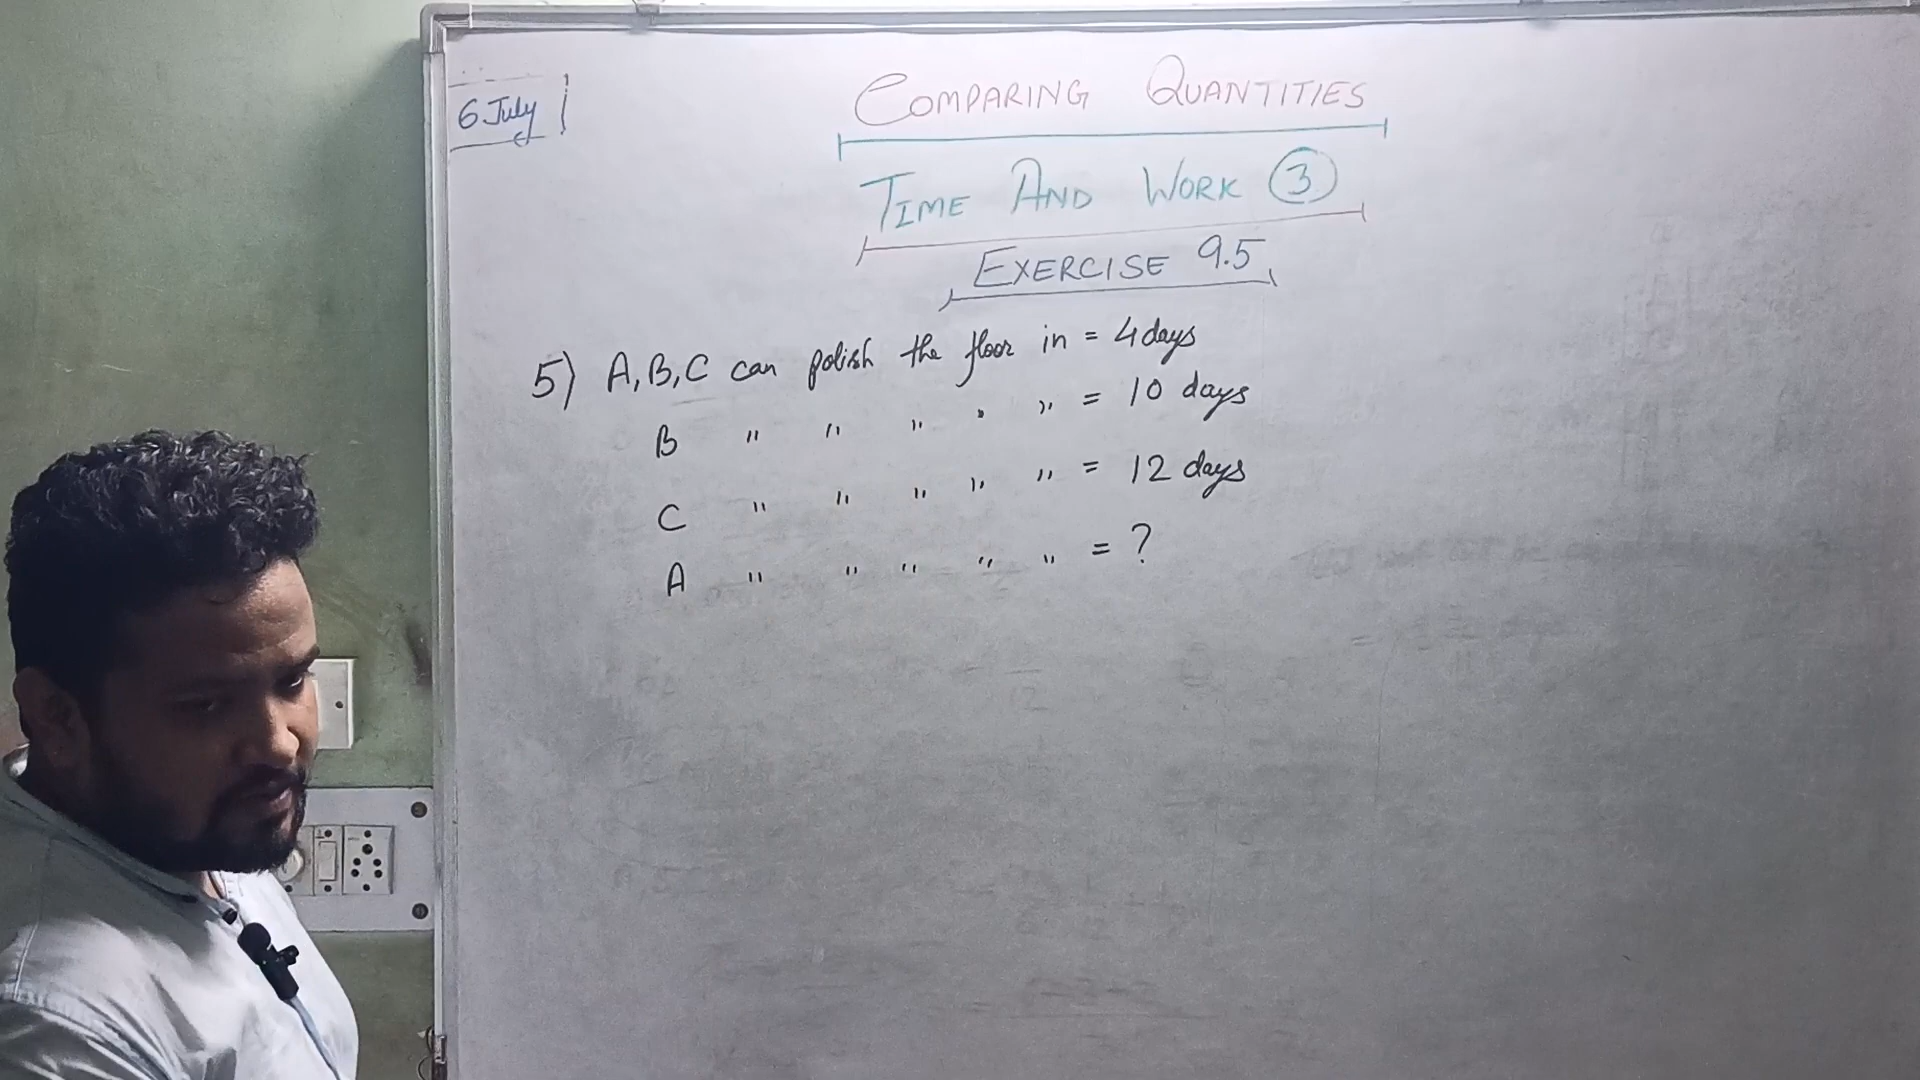 6 July
COMPARING QUANTITIES
TIME AND WORK 3
EXERCISE 9.5
5) A, B, C can polish the floor in = 4 days
B " " " " " = 10 days
C " " " " " = 12 days
A " " " " " = ?